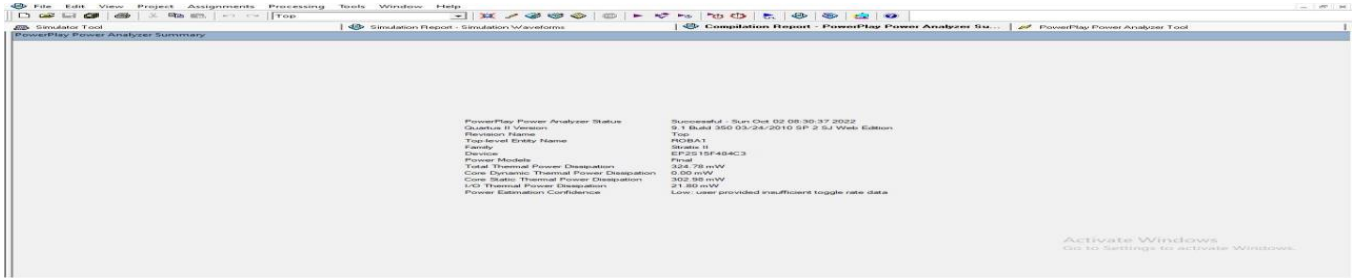 File Edit View Project Assignments Processing Tools Window Help
Top
Simulator Tool Simulation Report - Simulation Waveforms Compilation Report - PowerPlay Power Analyzer Su... PowerPlay Power Analyzer Tool
PowerPlay Power Analyzer Summary
PowerPlay Power Analyzer Status Successful - Sun Oct 02 08:30:37 2022
Quartus II Version 9.1 Build 350 03/24/2010 SP 2 SJ Web Edition
Revision Name Top
Top-level Entity Name ROBAT
Family Stratix II
Device EP2S15F484C3
Power Models Final
Total Thermal Power Dissipation 324.78 mW
Core Dynamic Thermal Power Dissipation 0.00 mW
Core Static Thermal Power Dissipation 302.98 mW
I/O Thermal Power Dissipation 21.80 mW
Power Estimation Confidence Low: user provided insufficient toggle rate data
Activate Windows
Go to Settings to activate Windows.